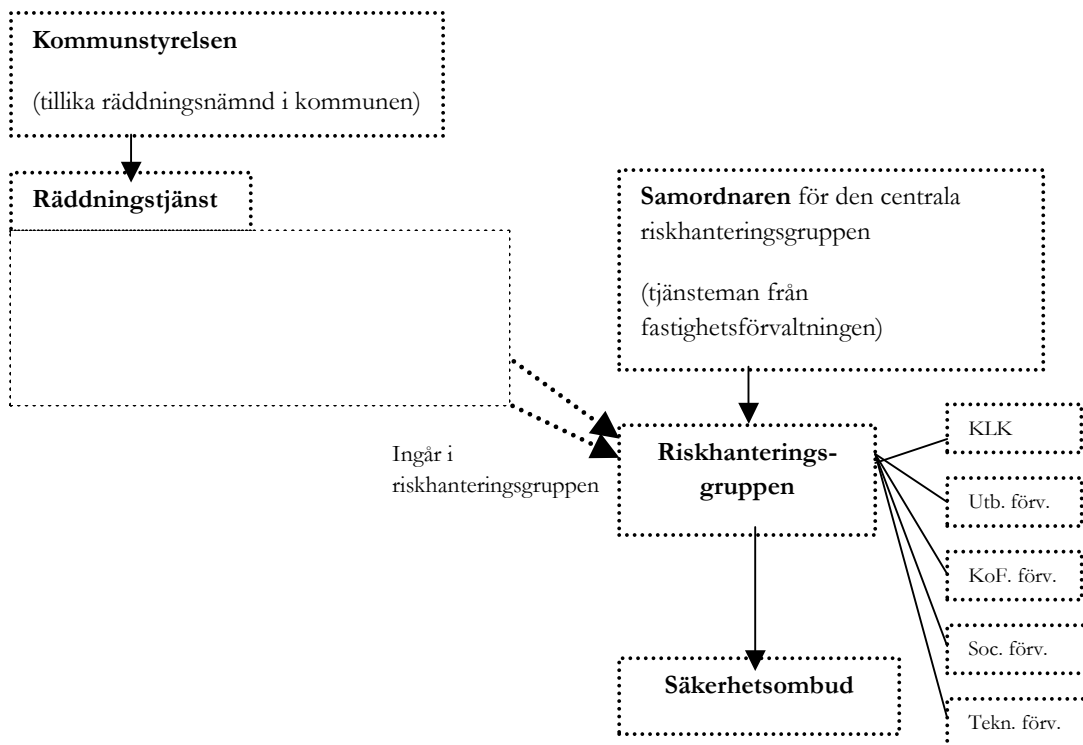 Kommunstyrelsen
(tillika räddningsnämnd i kommunen)
Räddningstjänst
Samordnaren för den centrala
riskhanteringsgruppen
(tjänsteman från
fastighetsförvaltningen)
Ingår i
riskhanteringsgruppen
Riskhanterings-
gruppen
KLK
Utb. förv.
KoF. förv.
Soc. förv.
Tekn. förv.
Säkerhetsombud